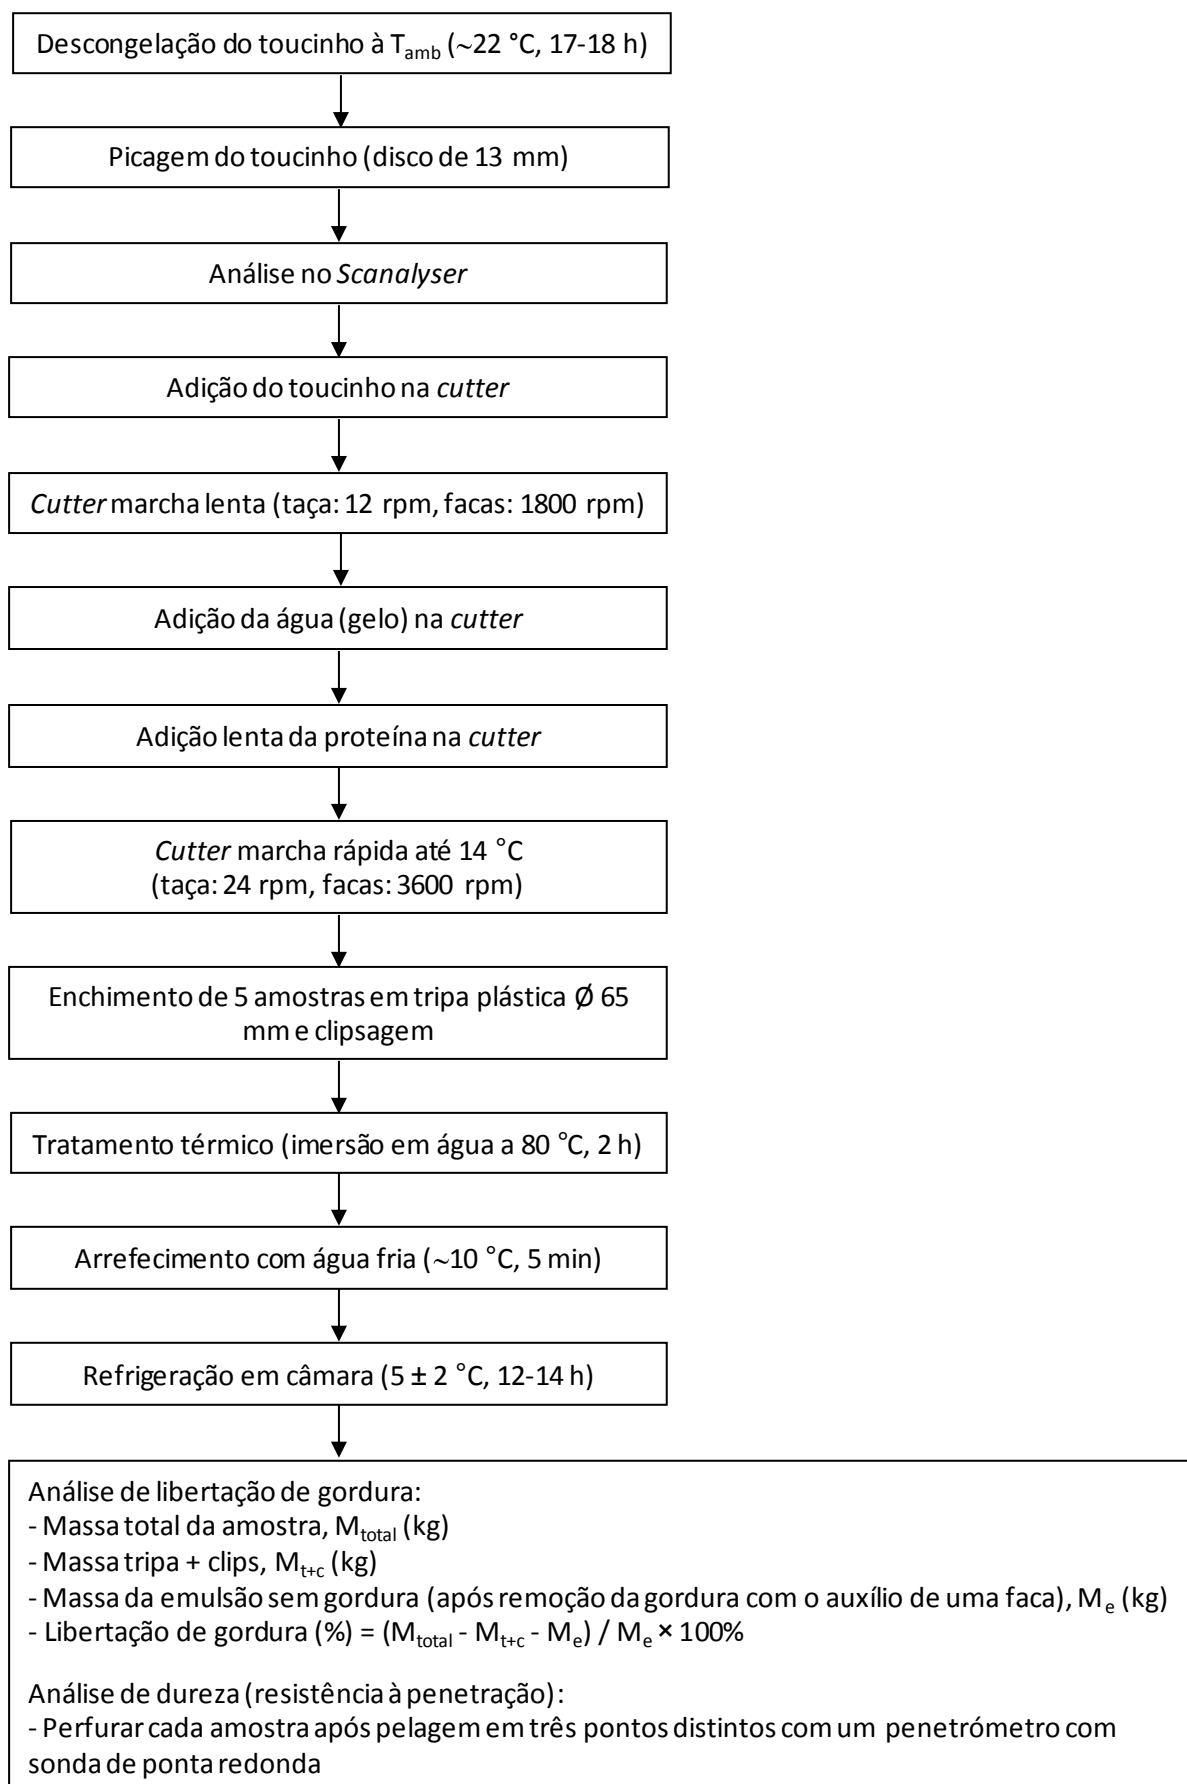 Descongelação do toucinho à Tamb (~22 °C, 17-18 h)
Picagem do toucinho (disco de 13 mm)
Análise no Scanalyser
Adição do toucinho na cutter
Cutter marcha lenta (taça: 12 rpm, facas: 1800 rpm)
Adição da água (gelo) na cutter
Adição lenta da proteína na cutter
Cutter marcha rápida até 14 °C
(taça: 24 rpm, facas: 3600 rpm)
Enchimento de 5 amostras em tripa plástica Ø 65
mm e clipsagem
Tratamento térmico (imersão em água a 80 °C, 2 h)
Arrefecimento com água fria (~10 °C, 5 min)
Refrigeração em câmara (5 ± 2 °C, 12-14 h)
Análise de libertação de gordura:
- Massa total da amostra, Mtotal (kg)
- Massa tripa + clips, Mt+c (kg)
- Massa da emulsão sem gordura (após remoção da gordura com o auxílio de uma faca), Me (kg)
- Libertação de gordura (%) = (Mtotal - Mt+c - Me) / Me × 100%
Análise de dureza (resistência à penetração):
- Perfurar cada amostra após pelagem em três pontos distintos com um penetrómetro com
sonda de ponta redonda